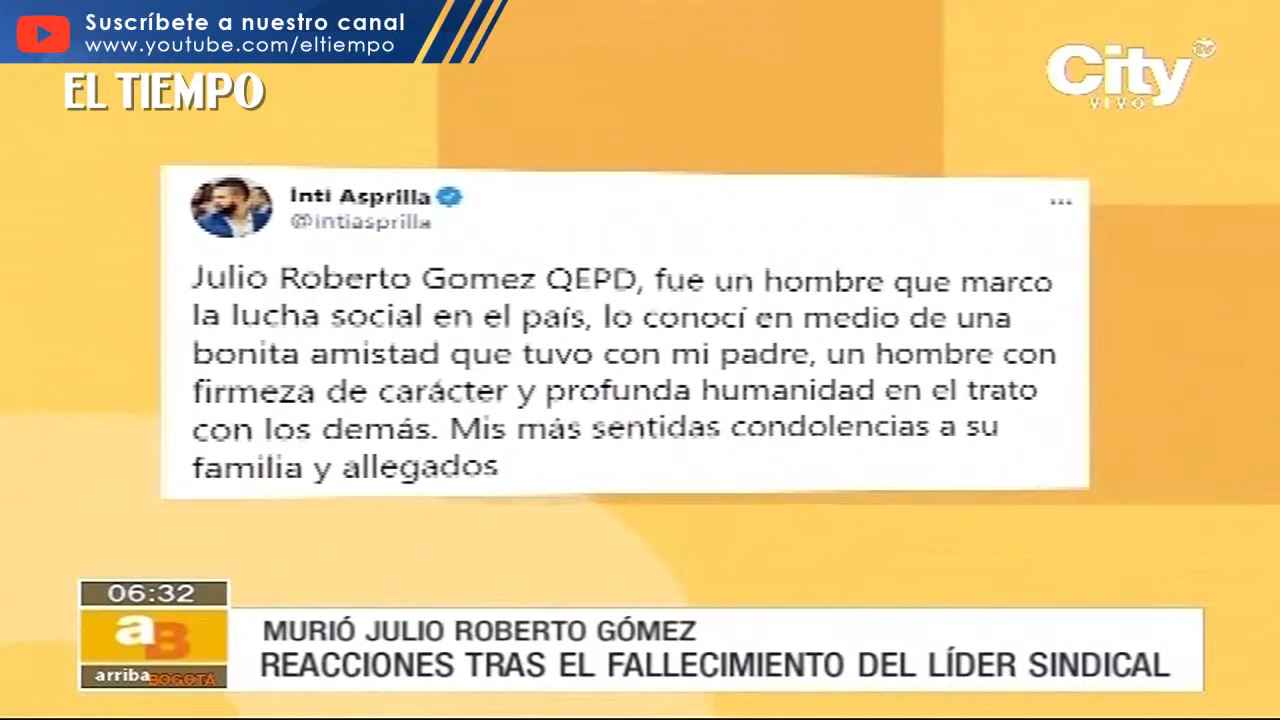 Suscríbete a nuestro canal
www.youtube.com/eltiempo
EL TIEMPO
City tv
VIVO
Inti Asprilla
@intiasprilla
Julio Roberto Gomez QEPD, fue un hombre que marco
la lucha social en el país, lo conocí en medio de una
bonita amistad que tuvo con mi padre, un hombre con
firmeza de carácter y profunda humanidad en el trato
con los demás. Mis más sentidas condolencias a su
familia y allegados
06:32
aB
arriba BOGOTÁ
MURIÓ JULIO ROBERTO GÓMEZ
REACCIONES TRAS EL FALLECIMIENTO DEL LÍDER SINDICAL